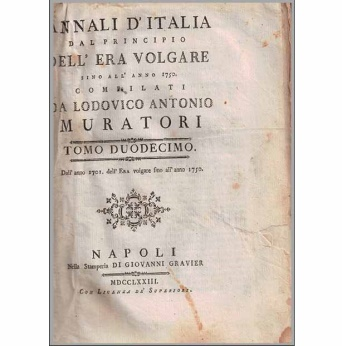 ANNALI D'ITALIA
DAL PRINCIPIO
DELL' ERA VOLGARE
SINO ALL' ANNO 1750.
COMPILATI
DA LODOVICO ANTONIO
MURATORI
TOMO DUODECIMO.
Dall' anno 1701. dell' ERA volgare fino all' anno 1750.
NAPOLI
Nella Stamperia DI GIOVANNI GRAVIER
MDCCLXXIII.
CON LICENZA DE' SUPERIORI.